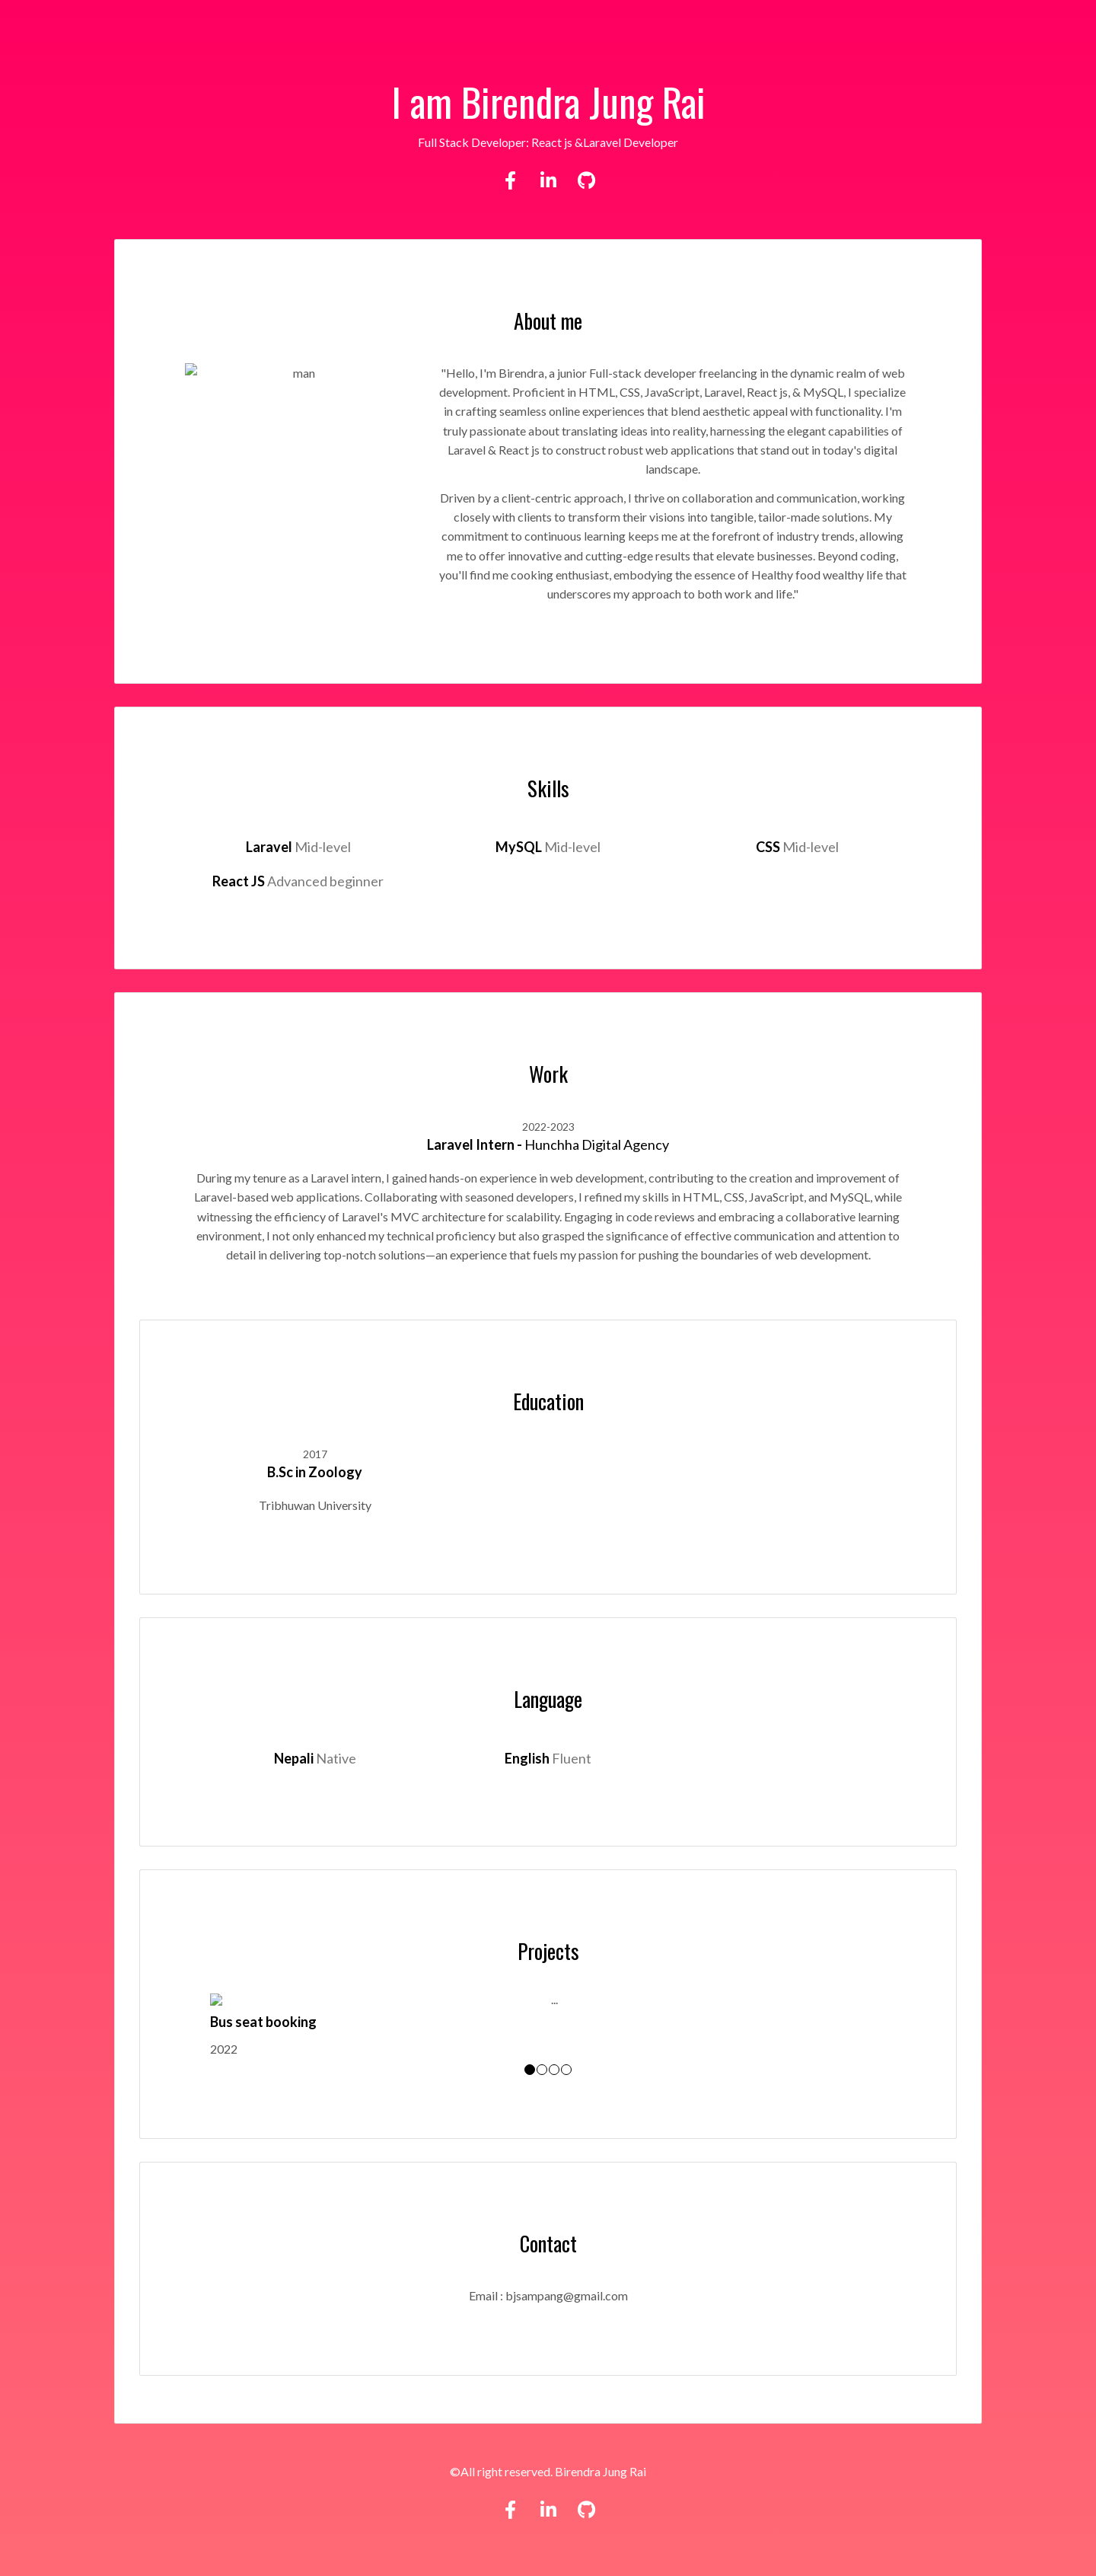 I am Birendra Jung Rai
Full Stack Developer: React js &Laravel Developer
About me
man
"Hello, I'm Birendra, a junior Full-stack developer freelancing in the dynamic realm of web
development. Proficient in HTML, CSS, JavaScript, Laravel, React js, & MySQL, I specialize
in crafting seamless online experiences that blend aesthetic appeal with functionality. I'm
truly passionate about translating ideas into reality, harnessing the elegant capabilities of
Laravel & React js to construct robust web applications that stand out in today's digital
landscape.
Driven by a client-centric approach, I thrive on collaboration and communication, working
closely with clients to transform their visions into tangible, tailor-made solutions. My
commitment to continuous learning keeps me at the forefront of industry trends, allowing
me to offer innovative and cutting-edge results that elevate businesses. Beyond coding,
you'll find me cooking enthusiast, embodying the essence of Healthy food wealthy life that
underscores my approach to both work and life."
Skills
Laravel Mid-level
MySQL Mid-level
CSS Mid-level
React JS Advanced beginner
Work
2022-2023
Laravel Intern - Hunchha Digital Agency
During my tenure as a Laravel intern, I gained hands-on experience in web development, contributing to the creation and improvement of
Laravel-based web applications. Collaborating with seasoned developers, I refined my skills in HTML, CSS, JavaScript, and MySQL, while
witnessing the efficiency of Laravel's MVC architecture for scalability. Engaging in code reviews and embracing a collaborative learning
environment, I not only enhanced my technical proficiency but also grasped the significance of effective communication and attention to
detail in delivering top-notch solutions—an experience that fuels my passion for pushing the boundaries of web development.
Education
2017
B.Sc in Zoology
Tribhuwan University
Language
Nepali Native
English Fluent
Projects
...
Bus seat booking
2022
Contact
Email : bjsampang@gmail.com
©All right reserved. Birendra Jung Rai